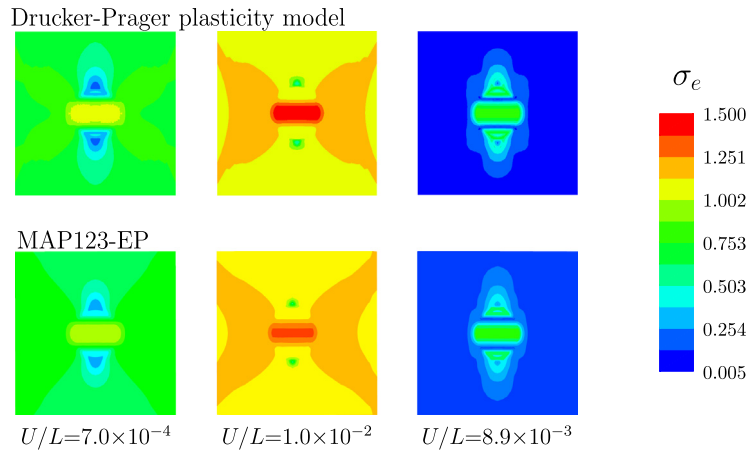 Drucker-Prager plasticity model
σₑ
1.500
1.251
1.002
0.753
0.503
0.254
0.005
MAP123-EP
U/L=7.0×10⁻⁴ U/L=1.0×10⁻² U/L=8.9×10⁻³